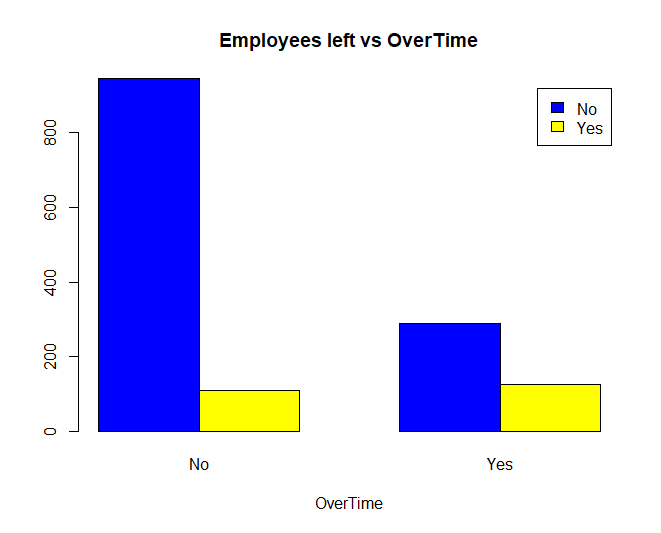 Employees left vs OverTime
No
Yes
800
600
400
200
0
No Yes
OverTime